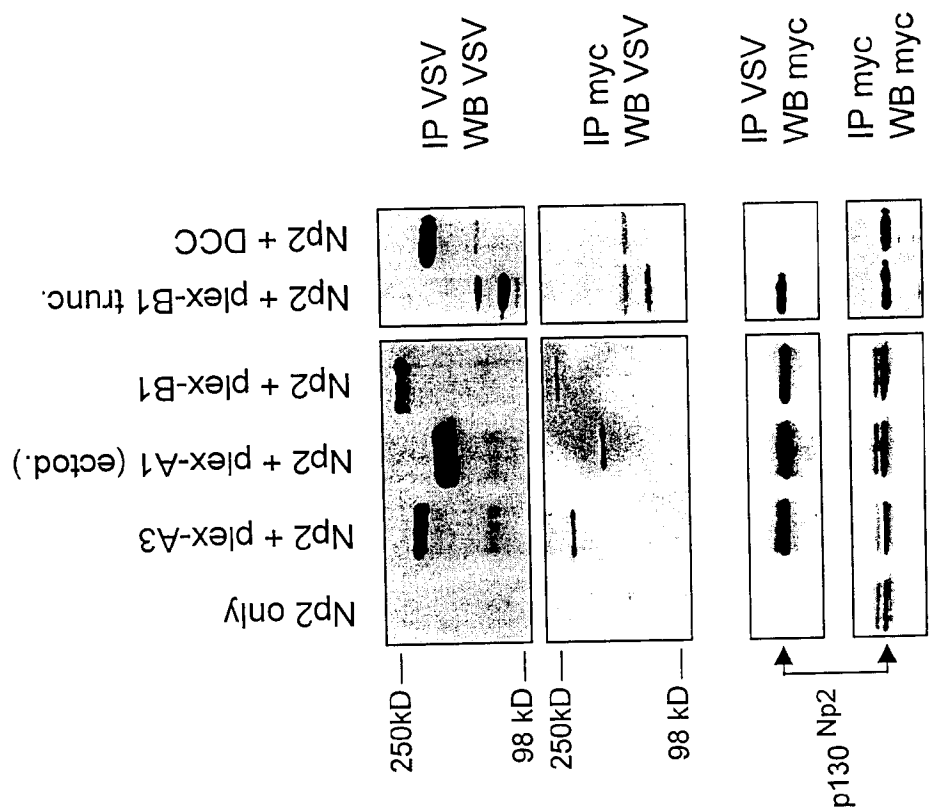 Np2 only
Np2 + plex-A3
Np2 + plex-A1 (ectod.)
Np2 + plex-B1
Np2 + plex-B1 trunc.
Np2 + DCC
250kD
98 kD
IP VSV
WB VSV
250kD
98 kD
IP myc
WB VSV
IP VSV
WB myc
p130 Np2
IP myc
WB myc